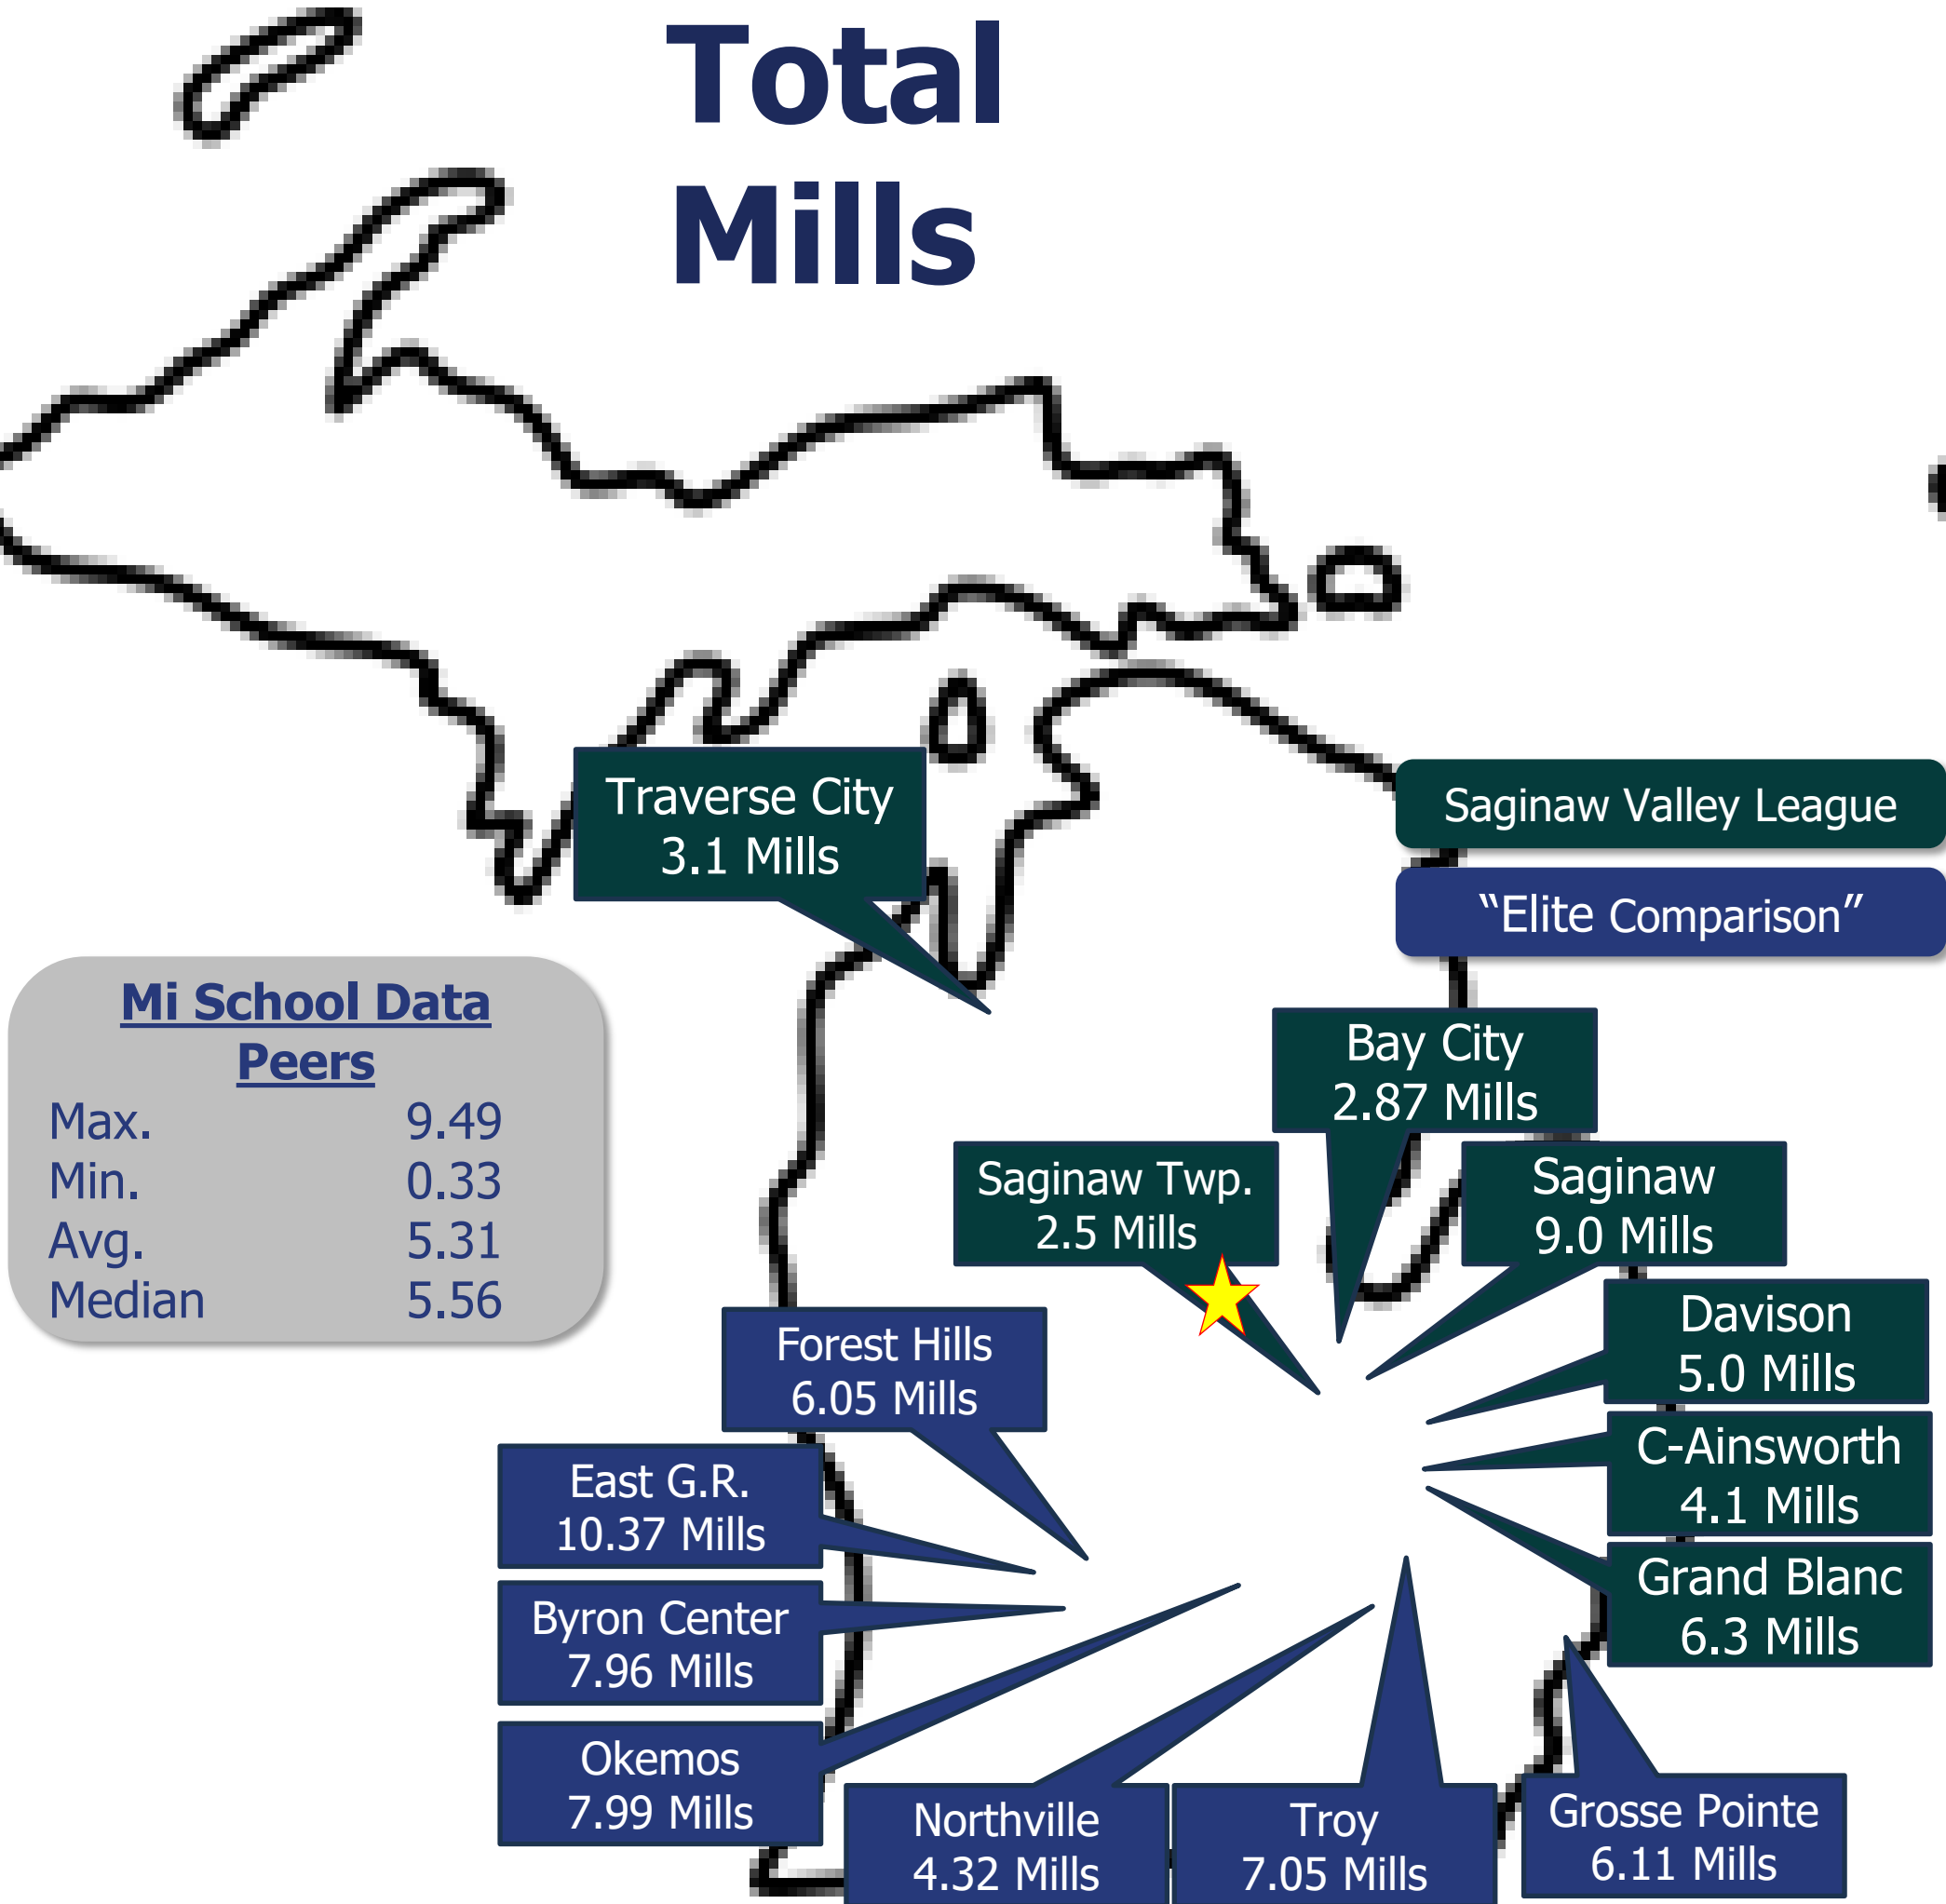 Total
Mills
Traverse City
3.1 Mills
Saginaw Valley League
“Elite Comparison”
Mi School Data
Peers
Max. 9.49
Min. 0.33
Avg. 5.31
Median 5.56
Bay City
2.87 Mills
Saginaw Twp.
2.5 Mills
Saginaw
9.0 Mills
Davison
5.0 Mills
Forest Hills
6.05 Mills
C-Ainsworth
4.1 Mills
East G.R.
10.37 Mills
Grand Blanc
6.3 Mills
Byron Center
7.96 Mills
Okemos
7.99 Mills
Northville
4.32 Mills
Troy
7.05 Mills
Grosse Pointe
6.11 Mills